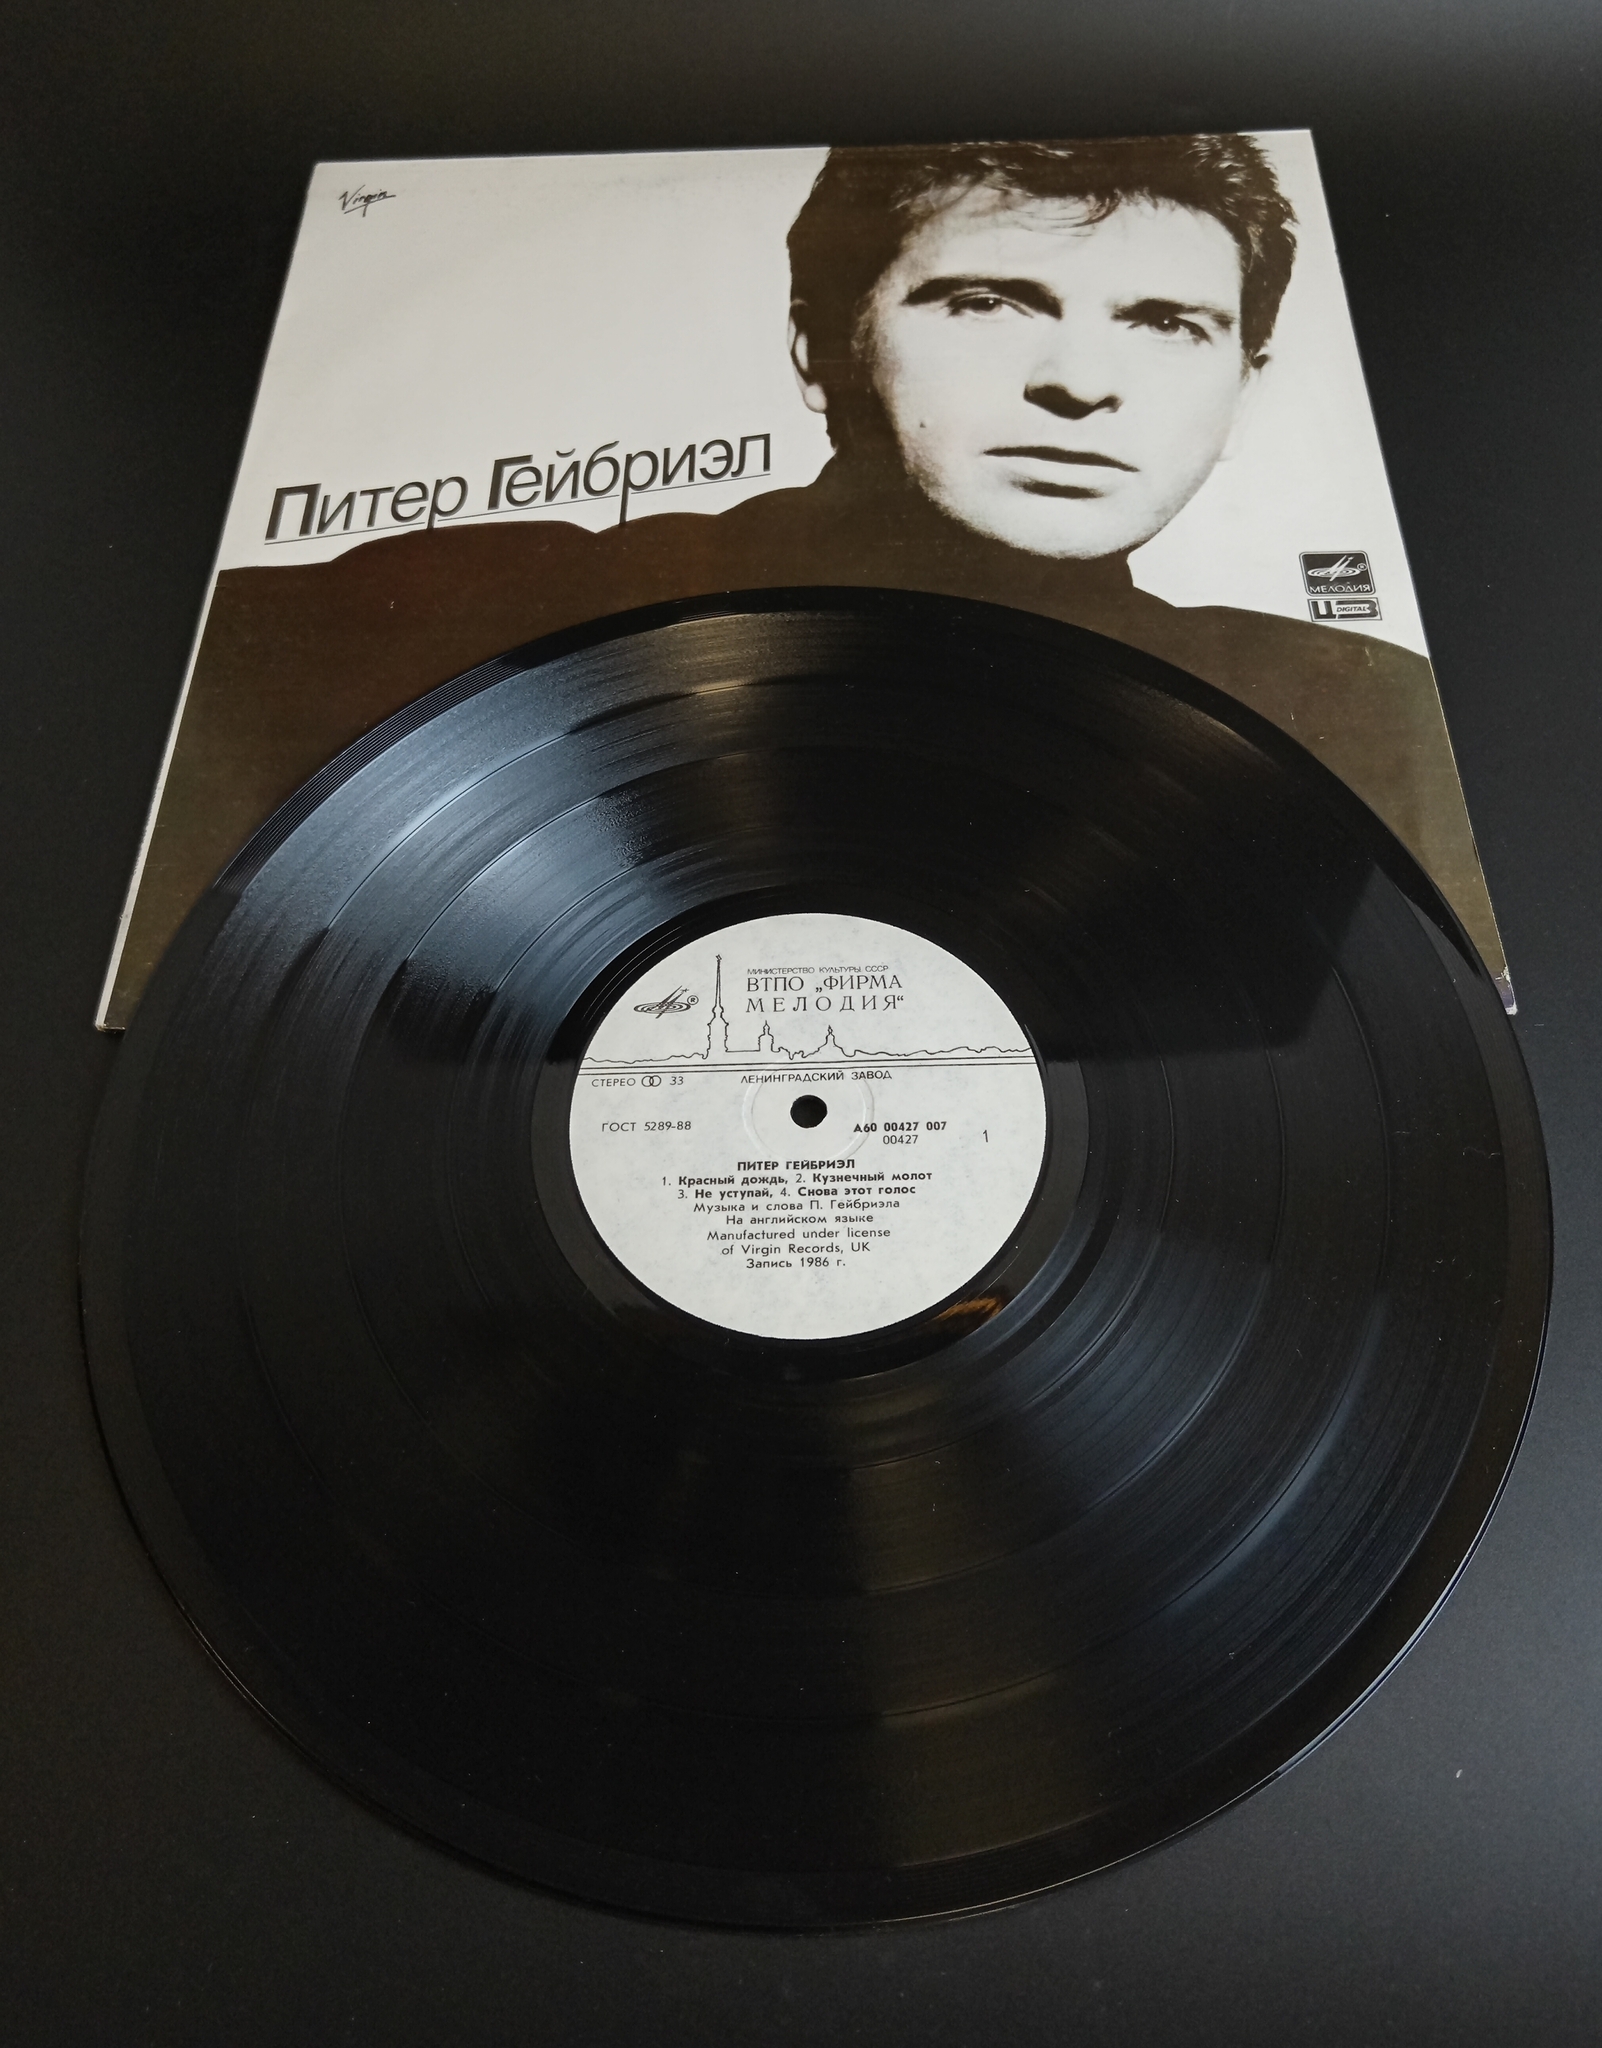 Virgin
Питер Гейбриэл
®
МЕЛОДИЯ
ЦЗ DIGITAL
МИНИСТЕРСТВО КУЛЬТУРЫ СССР
ВТПО „ФИРМА
МЕЛОДИЯ“
®
ЛЕНИНГРАДСКИЙ ЗАВОД
СТЕРЕО 33
ГОСТ 5289-88
А60 00427 007
00427
1
ПИТЕР ГЕЙБРИЭЛ
1. Красный дождь, 2. Кузнечный молот
3. Не уступай, 4. Снова этот голос
Музыка и слова П. Гейбриэла
На английском языке
Manufactured under license
of Virgin Records, UK
Запись 1986 г.